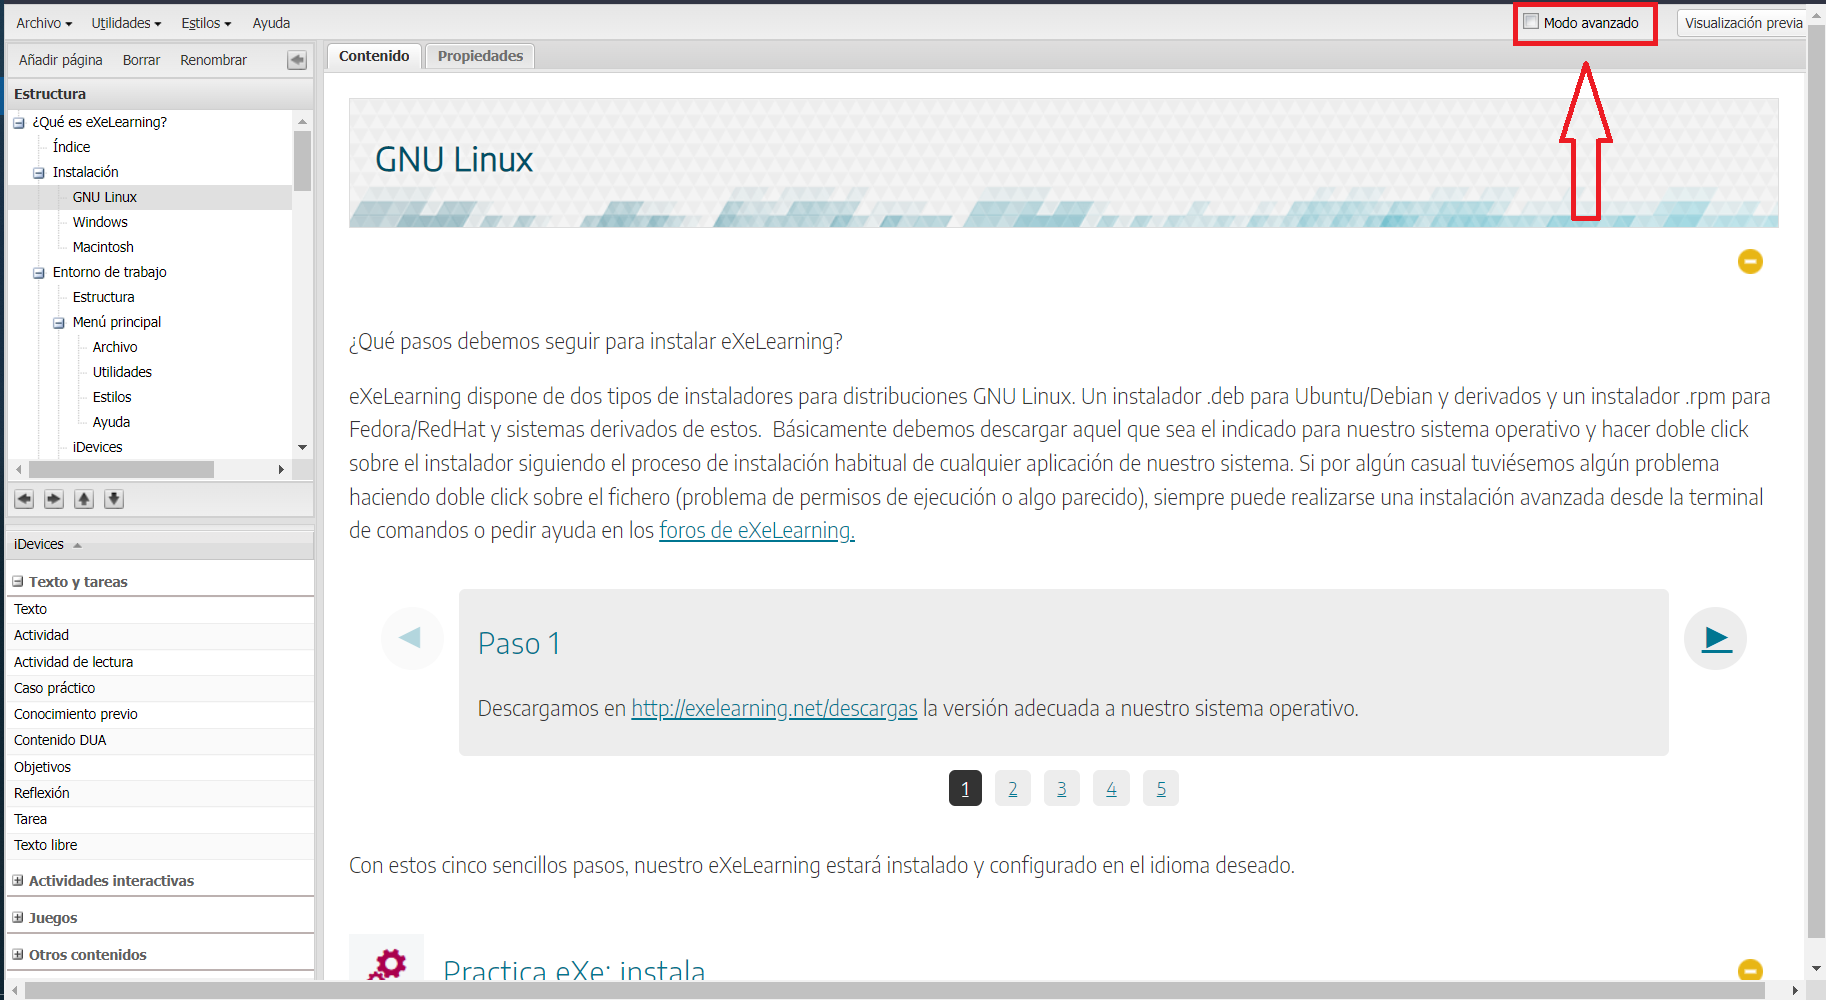 Archivo Utilidades Estilos Ayuda
Modo avanzado
Visualización previa
Añadir página Borrar Renombrar
Contenido Propiedades
Estructura
¿Qué es eXeLearning?
Índice
Instalación
GNU Linux
Windows
Macintosh
Entorno de trabajo
Estructura
Menú principal
Archivo
Utilidades
Estilos
Ayuda
iDevices
iDevices
Texto y tareas
Texto
Actividad
Actividad de lectura
Caso práctico
Conocimiento previo
Contenido DUA
Objetivos
Reflexión
Tarea
Texto libre
Actividades interactivas
Juegos
Otros contenidos
GNU Linux
¿Qué pasos debemos seguir para instalar eXeLearning?
eXeLearning dispone de dos tipos de instaladores para distribuciones GNU Linux. Un instalador .deb para Ubuntu/Debian y derivados y un instalador .rpm para
Fedora/RedHat y sistemas derivados de estos.  Básicamente debemos descargar aquel que sea el indicado para nuestro sistema operativo y hacer doble click
sobre el instalador siguiendo el proceso de instalación habitual de cualquier aplicación de nuestro sistema. Si por algún casual tuviésemos algún problema
haciendo doble click sobre el fichero (problema de permisos de ejecución o algo parecido), siempre puede realizarse una instalación avanzada desde la terminal
de comandos o pedir ayuda en los foros de eXeLearning.
Paso 1
Descargamos en http://exelearning.net/descargas la versión adecuada a nuestro sistema operativo.
1 2 3 4 5
Con estos cinco sencillos pasos, nuestro eXeLearning estará instalado y configurado en el idioma deseado.
Practica eXe: instala